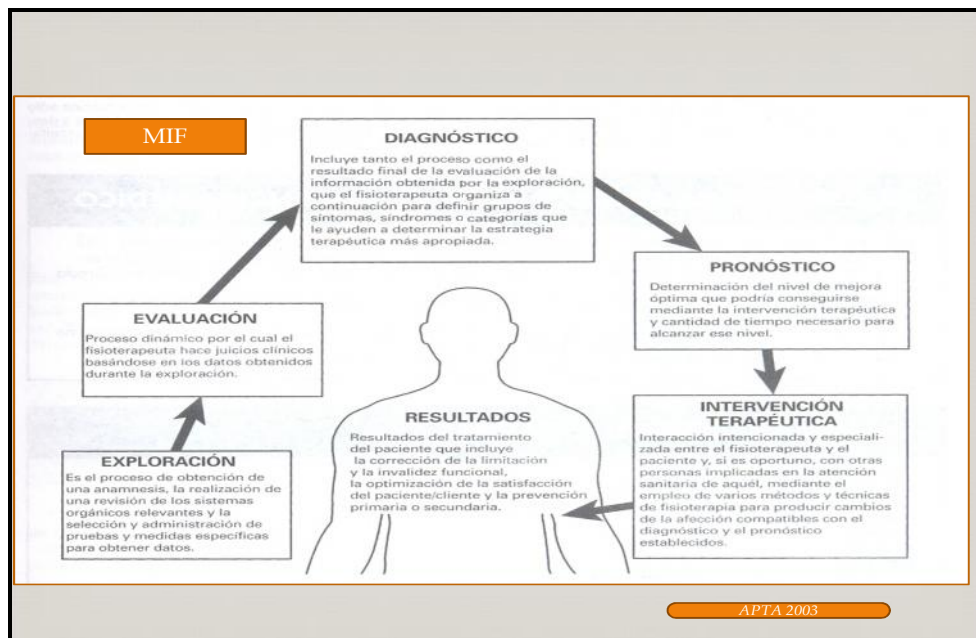 MIF
DIAGNÓSTICO
Incluye tanto el proceso como el
resultado final de la evaluación de la
información obtenida por la exploración,
que el fisioterapeuta organiza a
continuación para definir grupos de
síntomas, síndromes o categorías que
le ayuden a determinar la estrategia
terapéutica más apropiada.
PRONÓSTICO
Determinación del nivel de mejora
óptima que podría conseguirse
mediante la intervención terapéutica
y cantidad de tiempo necesario para
alcanzar ese nivel.
EVALUACIÓN
Proceso dinámico por el cual el
fisioterapeuta hace juicios clínicos
basándose en los datos obtenidos
durante la exploración.
INTERVENCIÓN
TERAPÉUTICA
Interacción intencionada y especiali-
zada entre el fisioterapeuta y el
paciente y, si es oportuno, con otras
personas implicadas en la atención
sanitaria de aquél, mediante el
empleo de varios métodos y técnicas
de fisioterapia para producir cambios
de la afección compatibles con el
diagnóstico y el pronóstico
establecidos.
RESULTADOS
Resultados del tratamiento
del paciente que incluye
la corrección de la limitación
y la invalidez funcional,
la optimización de la satisfacción
del paciente/cliente y la prevención
primaria o secundaria.
EXPLORACIÓN
Es el proceso de obtención de
una anamnesis, la realización de
una revisión de los sistemas
orgánicos relevantes y la
selección y administración de
pruebas y medidas específicas
para obtener datos.
APTA 2003